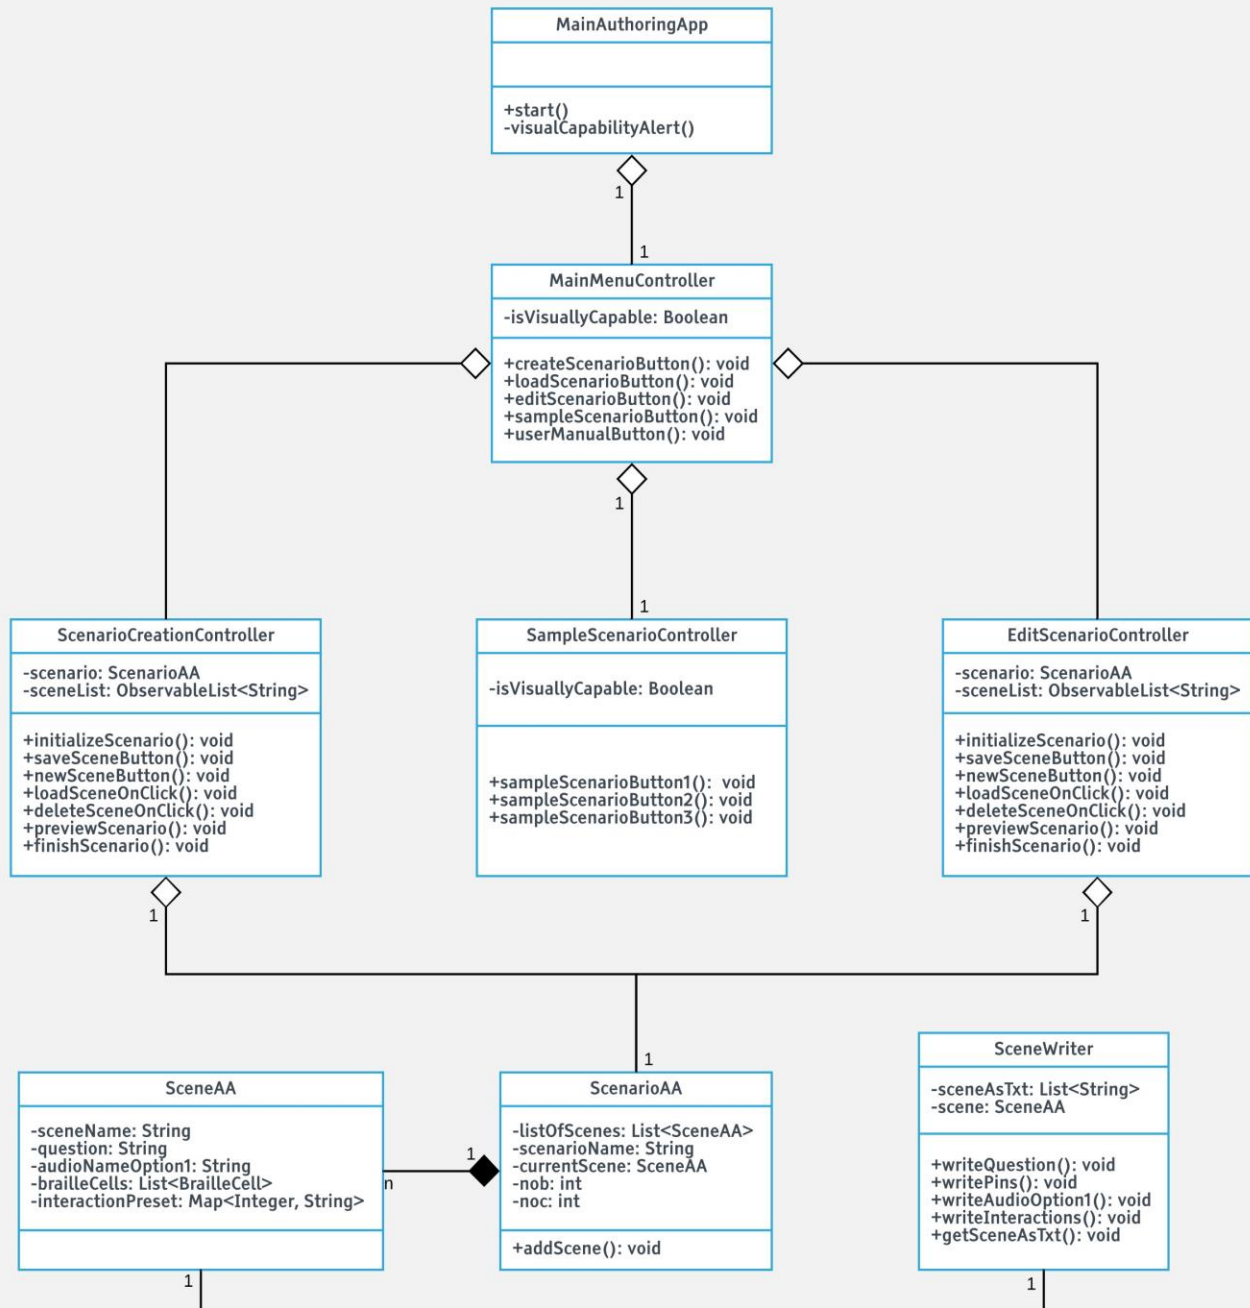 MainAuthoringApp
+start()
-visualCapabilityAlert()
1
1
MainMenuController
-isVisuallyCapable: Boolean
+createScenarioButton(): void
+loadScenarioButton(): void
+editScenarioButton(): void
+sampleScenarioButton(): void
+userManualButton(): void
1
1
ScenarioCreationController
-scenario: ScenarioAA
-sceneList: ObservableList<String>
+initializeScenario(): void
+saveSceneButton(): void
+newSceneButton(): void
+loadSceneOnClick(): void
+deleteSceneOnClick(): void
+previewScenario(): void
+finishScenario(): void
1
SampleScenarioController
-isVisuallyCapable: Boolean
+sampleScenarioButton1():  void
+sampleScenarioButton2(): void
+sampleScenarioButton3(): void
EditScenarioController
-scenario: ScenarioAA
-sceneList: ObservableList<String>
+initializeScenario(): void
+saveSceneButton(): void
+newSceneButton(): void
+loadSceneOnClick(): void
+deleteSceneOnClick(): void
+previewScenario(): void
+finishScenario(): void
1
1
SceneAA
-sceneName: String
-question: String
-audioNameOption1: String
-brailleCells: List<BrailleCell>
-interactionPreset: Map<Integer, String>
1
n
1
ScenarioAA
-listOfScenes: List<SceneAA>
-scenarioName: String
-currentScene: SceneAA
-nob: int
-noc: int
+addScene(): void
SceneWriter
-sceneAsTxt: List<String>
-scene: SceneAA
+writeQuestion(): void
+writePins(): void
+writeAudioOption1(): void
+writeInteractions(): void
+getSceneAsTxt(): void
1